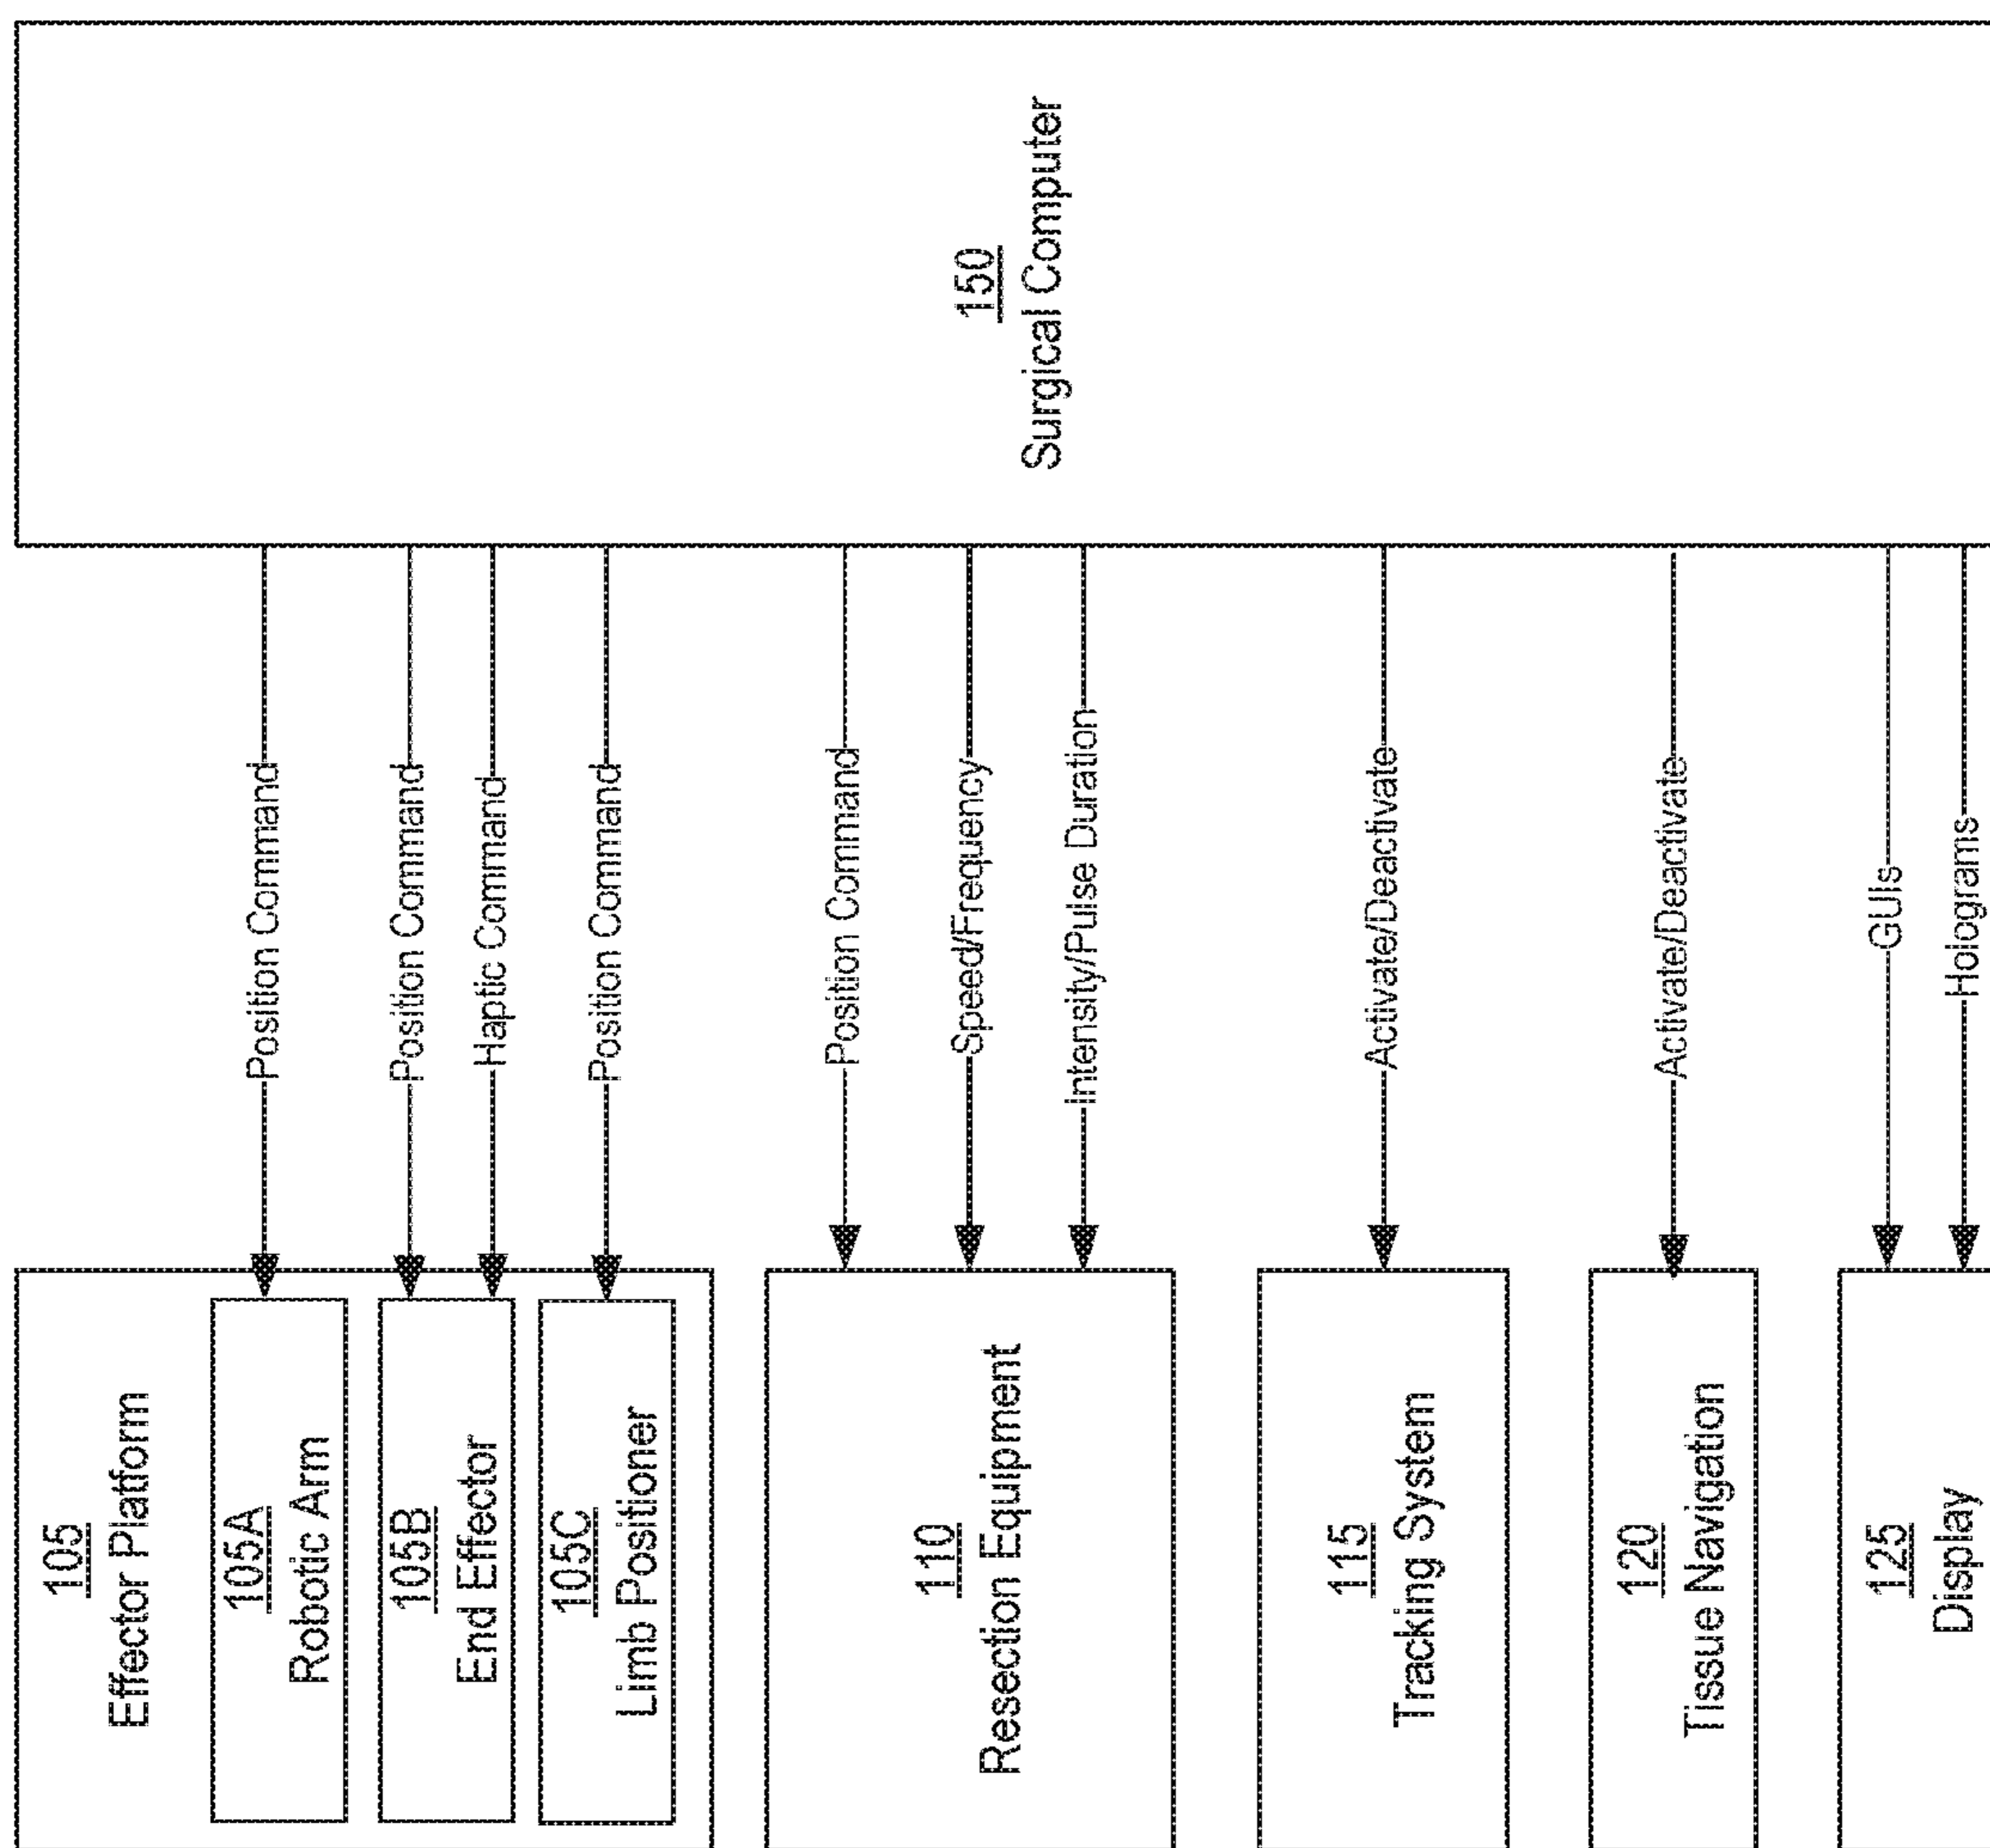 105
Effector Platform
105A
Robotic Arm
105B
End Effector
105C
Limb Positioner
110
Resection Equipment
115
Tracking System
120
Tissue Navigation
125
Display
Position Command
Position Command
Haptic Command
Position Command
Position Command
Speed/Frequency
Intensity/Pulse Duration
Activate/Deactivate
Activate/Deactivate
GUIs
Holograms
150
Surgical Computer